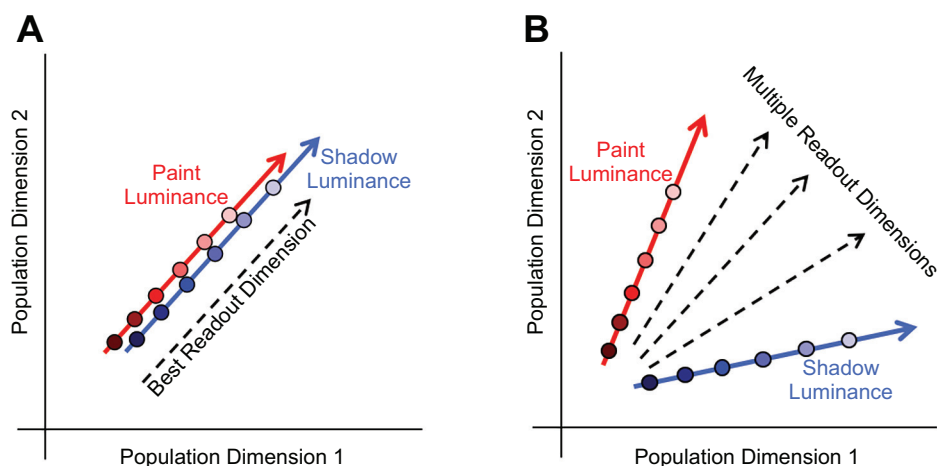 A
Population Dimension 2
Paint
Luminance
Shadow
Luminance
Best Readout Dimension
Population Dimension 1
B
Population Dimension 2
Paint
Luminance
Multiple Readout Dimensions
Shadow
Luminance
Population Dimension 1